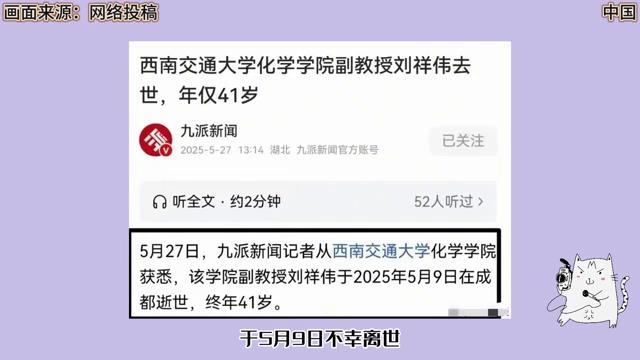 画面来源：网络投稿
中国
西南交通大学化学学院副教授刘祥伟去
世，年仅41岁
九派新闻
2025-5-27 13:14 湖北 九派新闻官方账号
已关注
听全文·约2分钟
52人听过 >
5月27日，九派新闻记者从西南交通大学化学学院
获悉，该学院副教授刘祥伟于2025年5月9日在成
都逝世，终年41岁。
于5月9日不幸离世